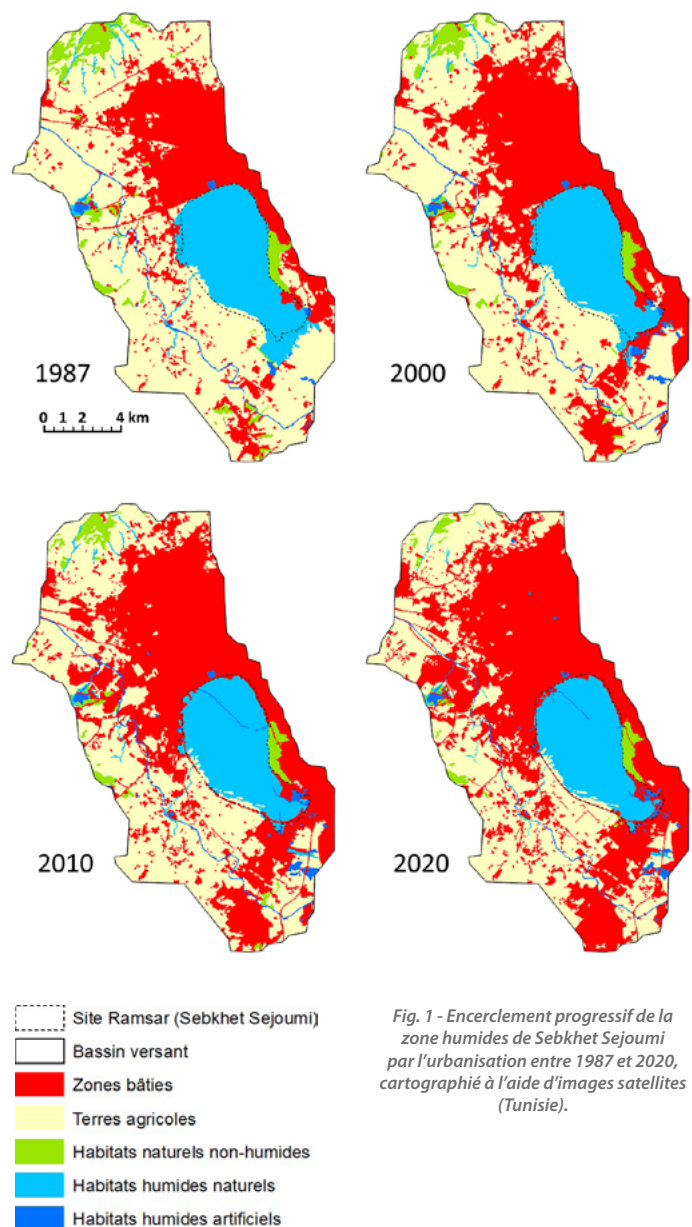 1987
0 1 2 4 km
2000
2010
2020
Site Ramsar (Sebkhet Sejoumi)
Bassin versant
Zones bâties
Terres agricoles
Habitats naturels non-humides
Habitats humides naturels
Habitats humides artificiels
Fig. 1 - Encerclement progressif de la
zone humides de Sebkhet Sejoumi
par l'urbanisation entre 1987 et 2020,
cartographié à l'aide d'images satellites
(Tunisie).